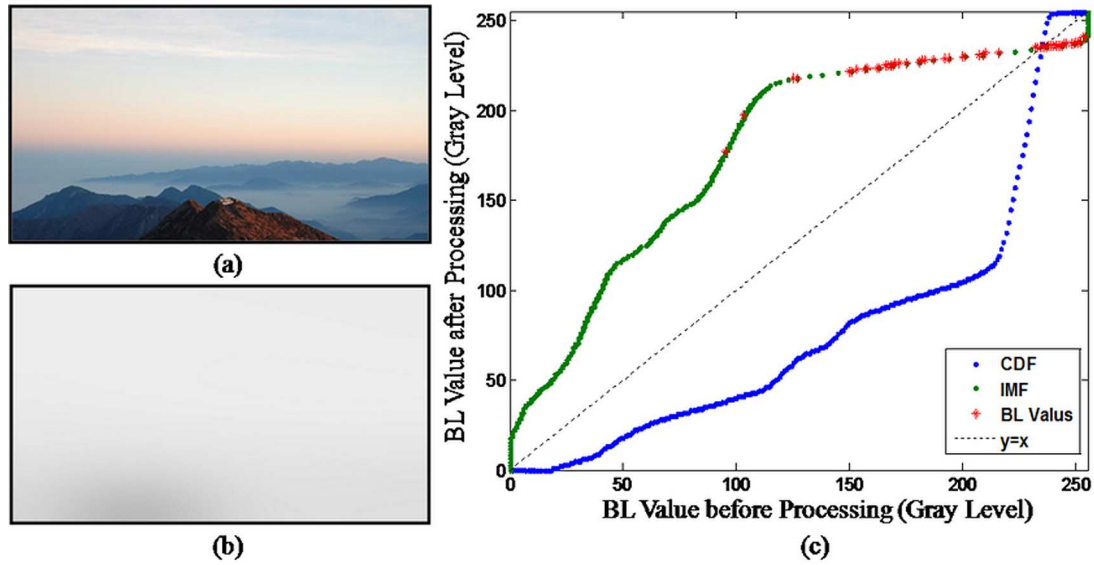 (a)
(b)
BL Value after Processing (Gray Level)
250
200
150
100
50
0
0 50 100 150 200 250
BL Value before Processing (Gray Level)
CDF
IMF
BL Valus
y=x
(c)